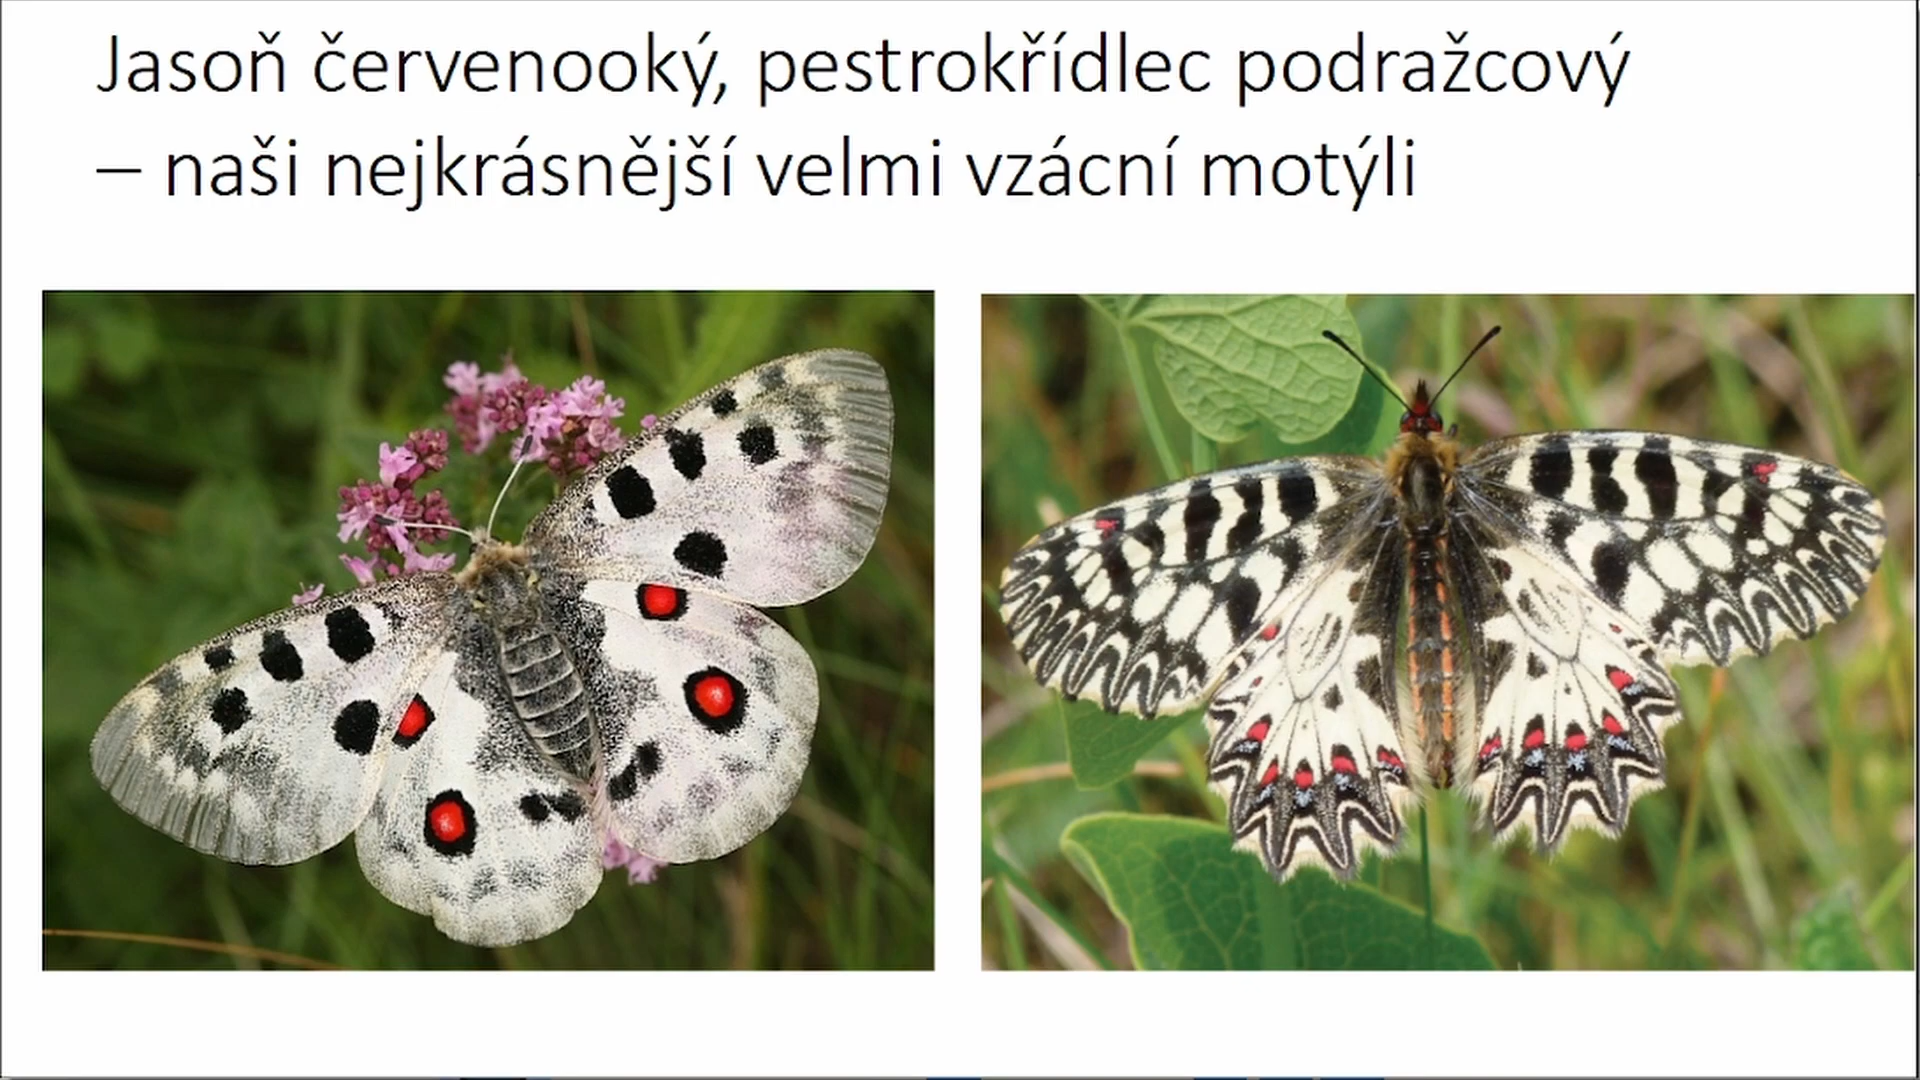 Jasoň červenooký, pestrokřídlec podražcový
– naši nejkrásnější velmi vzácní motýli